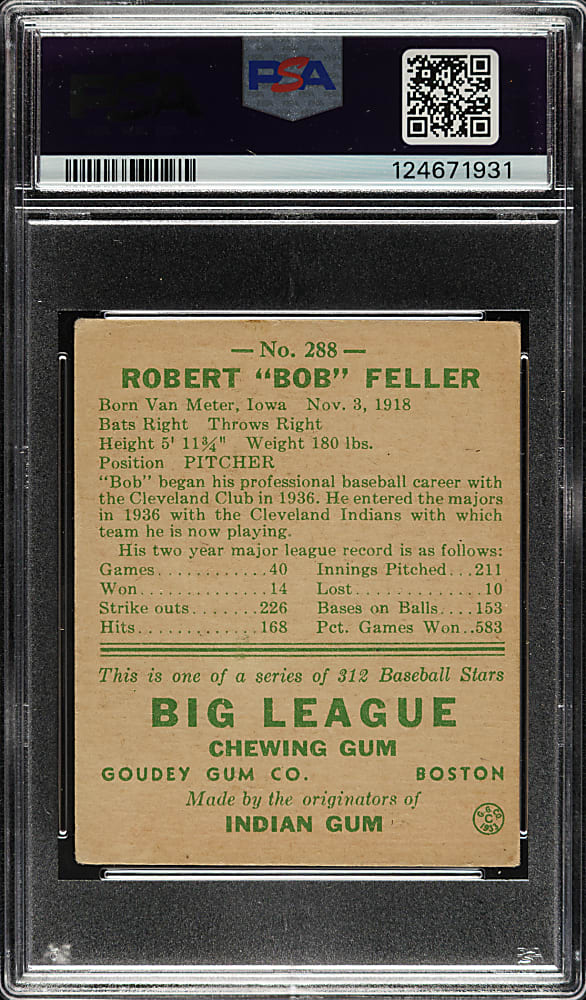 PSA
124671931
— No. 288 —
ROBERT “BOB” FELLER
Born Van Meter, Iowa Nov. 3, 1918
Bats Right Throws Right
Height 5' 11¾" Weight 180 lbs.
Position PITCHER
“Bob” began his professional baseball career with
the Cleveland Club in 1936. He entered the majors
in 1936 with the Cleveland Indians with which
team he is now playing.
His two year major league record is as follows:
Games............40 Innings Pitched...211
Won..............14 Lost..............10
Strike outs.......226 Bases on Balls....153
Hits.............168 Pct. Games Won..583
This is one of a series of 312 Baseball Stars
BIG LEAGUE
CHEWING GUM
GOUDEY GUM CO. BOSTON
Made by the originators of
INDIAN GUM
G. G. CO.
C
1933